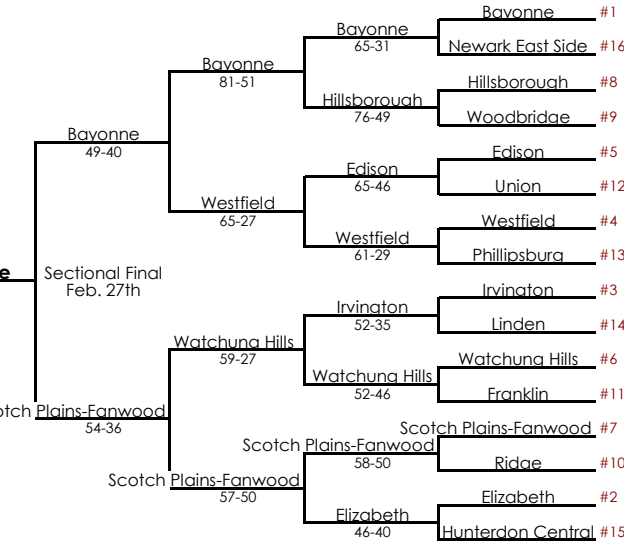 Bayonne #1
Bayonne
65-31
Newark East Side #16
Bayonne
81-51
Hillsborough #8
Hillsborough
76-49
Woodbridge #9
Bayonne
49-40
Edison #5
Edison
65-46
Union #12
Westfield
65-27
Westfield #4
Westfield
61-29
Phillipsburg #13
e
Sectional Final
Feb. 27th
Irvington #3
Irvington
52-35
Linden #14
Watchung Hills
59-27
Watchung Hills #6
Watchung Hills
52-46
Franklin #11
otch Plains-Fanwood
54-36
Scotch Plains-Fanwood #7
Scotch Plains-Fanwood
58-50
Ridge #10
Scotch Plains-Fanwood
57-50
Elizabeth #2
Elizabeth
46-40
Hunterdon Central #15